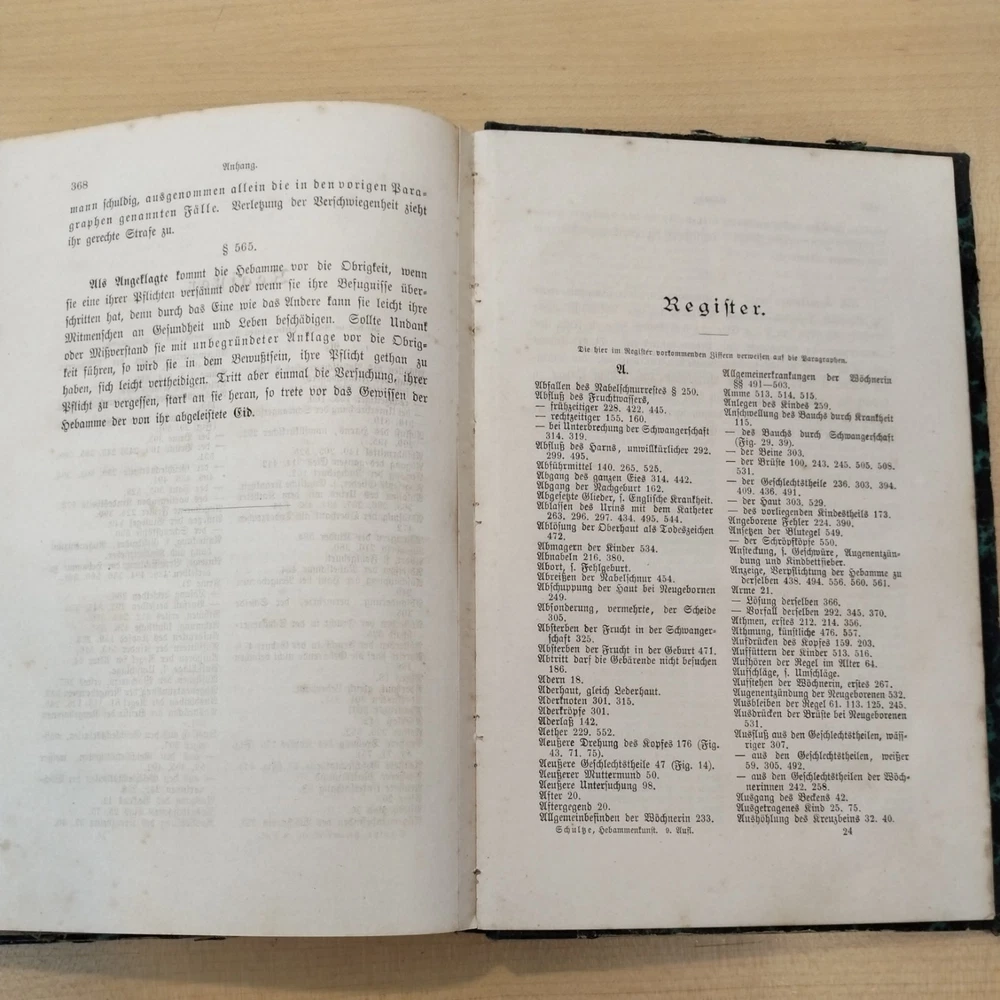 368
Anhang.
mann schuldig, ausgenommen allein die in den vorigen Para-
graphen genannten Fälle. Verletzung der Verschwiegenheit zieht
ihr gerechte Strafe zu.
§ 565.
Als Angeklagte kommt die Hebamme vor die Obrigkeit, wenn
sie eine ihrer Pflichten versäumt oder wenn sie ihre Befugnisse über-
schritten hat, denn durch das Eine wie das Andere kann sie leicht ihre
Mitmenschen an Gesundheit und Leben beschädigen. Sollte Undank
oder Mißverstand sie mit unbegründeter Anklage vor die Obrig-
keit führen, so wird sie in dem Bewußtsein, ihre Pflicht gethan zu
haben, sich leicht vertheidigen. Tritt aber einmal die Versuchung, ihrer
Pflicht zu vergessen, stark an sie heran, so trete vor das Gewissen der
Hebamme der von ihr abgeleistete Eid.
Register.
Die hier im Register vorkommenden Ziffern verweisen auf die Paragraphen.
A.
Abfallen des Nabelschnurrestes § 250.
Abfluß des Fruchtwassers,
— frühzeitiger 228. 422. 445.
— rechtzeitiger 155. 160.
— bei Unterbrechung der Schwangerschaft
314. 319.
Abfluß des Harns, unwillkürlicher 292.
299. 495.
Abführmittel 140. 265. 525.
Abgang des ganzen Eies 314. 442.
Abgang der Nachgeburt 162.
Abgesetzte Glieder, s. Englische Krankheit.
Ablassen des Urins mit dem Katheter
263. 296. 297. 434. 495. 544.
Ablösung der Oberhaut als Todeszeichen
472.
Abmagern der Kinder 534.
Abnabeln 216. 380.
Abort, s. Fehlgeburt.
Abreißen der Nabelschnur 454.
Abschuppung der Haut bei Neugebornen
249.
Absonderung, vermehrte, der Scheide
305.
Absterben der Frucht in der Schwanger-
schaft 325.
Absterben der Frucht in der Geburt 471.
Abtritt darf die Gebärende nicht besuchen
186.
Adern 18.
Aderhaut, gleich Lederhaut.
Aderknoten 301. 315.
Aderkröpfe 301.
Aderlaß 142.
Aether 229. 552.
Aeußere Drehung des Kopfes 176 (Fig.
43. 71. 75).
Aeußere Geschlechtstheile 47 (Fig. 14).
Aeußerer Muttermund 50.
Aeußere Untersuchung 98.
After 20.
Aftergegend 20.
Allgemeinbefinden der Wöchnerin 233.
Schultze, Hebammenkunst. 9. Aufl.
Allgemeinerkrankungen der Wöchnerin
§§ 491—503.
Amme 513. 514. 515.
Anlegen des Kindes 259.
Anschwellung des Bauchs durch Krankheit
115.
— des Bauchs durch Schwangerschaft
(Fig. 29. 39).
— der Beine 303.
— der Brüste 100. 243. 245. 505. 508.
531.
— der Geschlechtstheile 236. 303. 394.
409. 436. 491.
— der Haut 303. 529.
— des vorliegenden Kindestheils 173.
Angeborene Fehler 224. 390.
Ansetzen der Blutegel 549.
— der Schröpfköpfe 550.
Ansteckung, s. Geschwüre, Augenentzün-
dung und Kindbettfieber.
Anzeige, Verpflichtung der Hebamme zu
derselben 438. 494. 556. 560. 561.
Arme 21.
— Lösung derselben 366.
— Vorfall derselben 292. 345. 370.
Athmen, erstes 212. 214. 356.
Athmung, künstliche 476. 557.
Aufdrücken des Kopfes 159. 203.
Auffüttern der Kinder 513. 516.
Aufhören der Regel im Alter 64.
Aufschläge, s. Umschläge.
Aufstehen der Wöchnerin, erstes 267.
Augenentzündung der Neugeborenen 532.
Ausbleiben der Regel 61. 113. 125. 245.
Ausdrücken der Brüste bei Neugeborenen
531.
Ausfluß aus den Geschlechtstheilen, wäss-
riger 307.
— aus den Geschlechtstheilen, weißer
59. 305. 492.
— aus den Geschlechtstheilen der Wöch-
nerinnen 242. 258.
Ausgang des Beckens 42.
Ausgetragenes Kind 25. 75.
Aushöhlung des Kreuzbeins 32. 40.
24